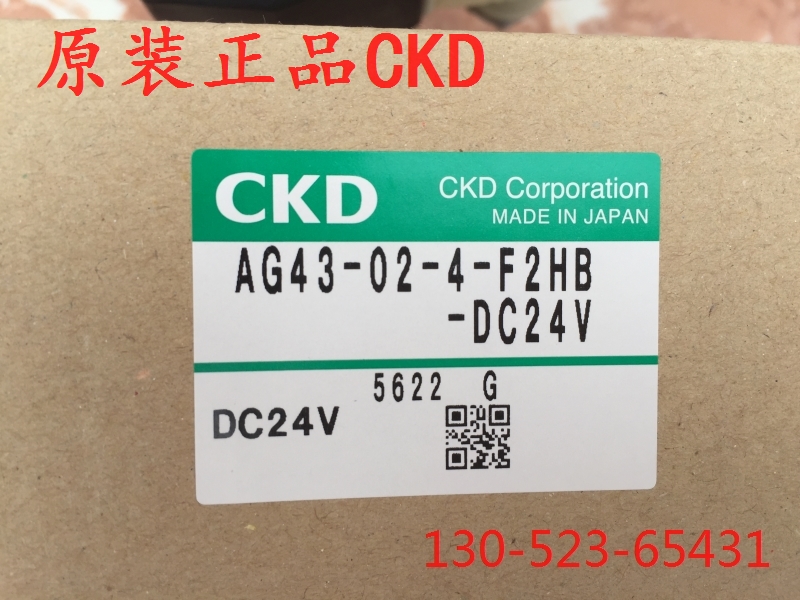 原装正品CKD
CKD
CKD Corporation
MADE IN JAPAN
AG43-02-4-F2HB
-DC24V
5622 G
DC24V
130-523-65431